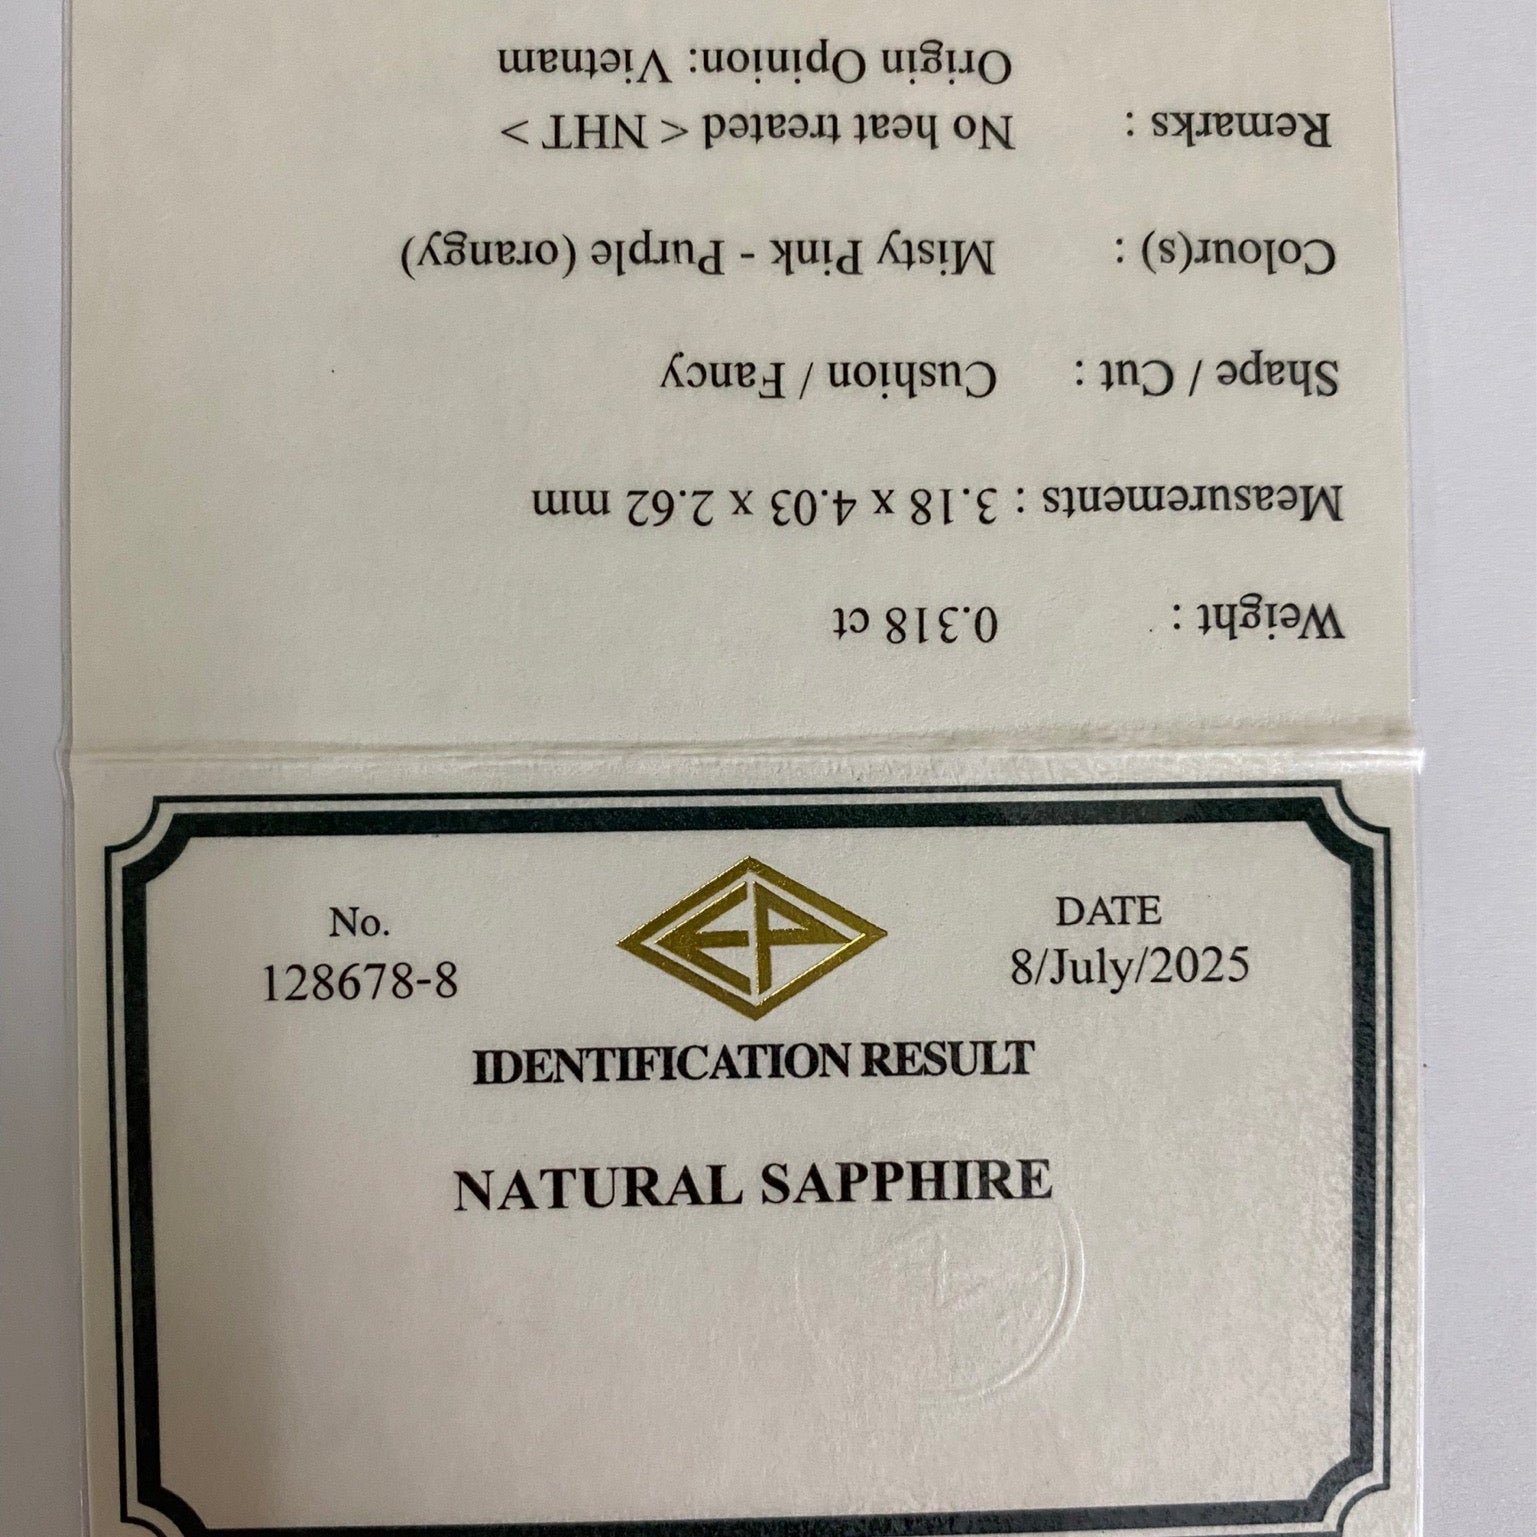 No.
128678-8
EP
DATE
8/July/2025
IDENTIFICATION RESULT
NATURAL SAPPHIRE
Weight : 0.318 ct
Measurements : 3.18 x 4.03 x 2.62 mm
Shape / Cut : Cushion / Fancy
Colour(s) : Misty Pink - Purple (orangy)
Remarks : No heat treated < NHT >
Origin Opinion: Vietnam